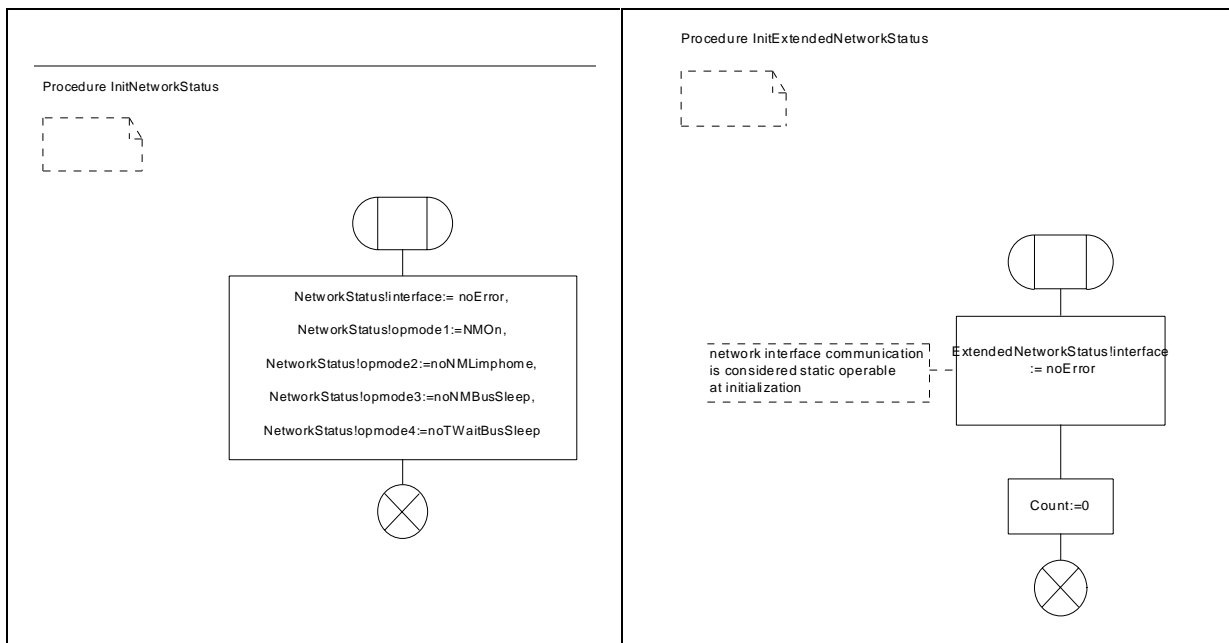 Procedure InitNetworkStatus
NetworkStatus!interface:= noError,
NetworkStatus!opmode1:=NMOn,
NetworkStatus!opmode2:=noNMLimphome,
NetworkStatus!opmode3:=noNMBusSleep,
NetworkStatus!opmode4:=noTWaitBusSleep
Procedure InitExtendedNetworkStatus
network interface communication
is considered static operable
at initialization
ExtendedNetworkStatus!interface
:= noError
Count:=0